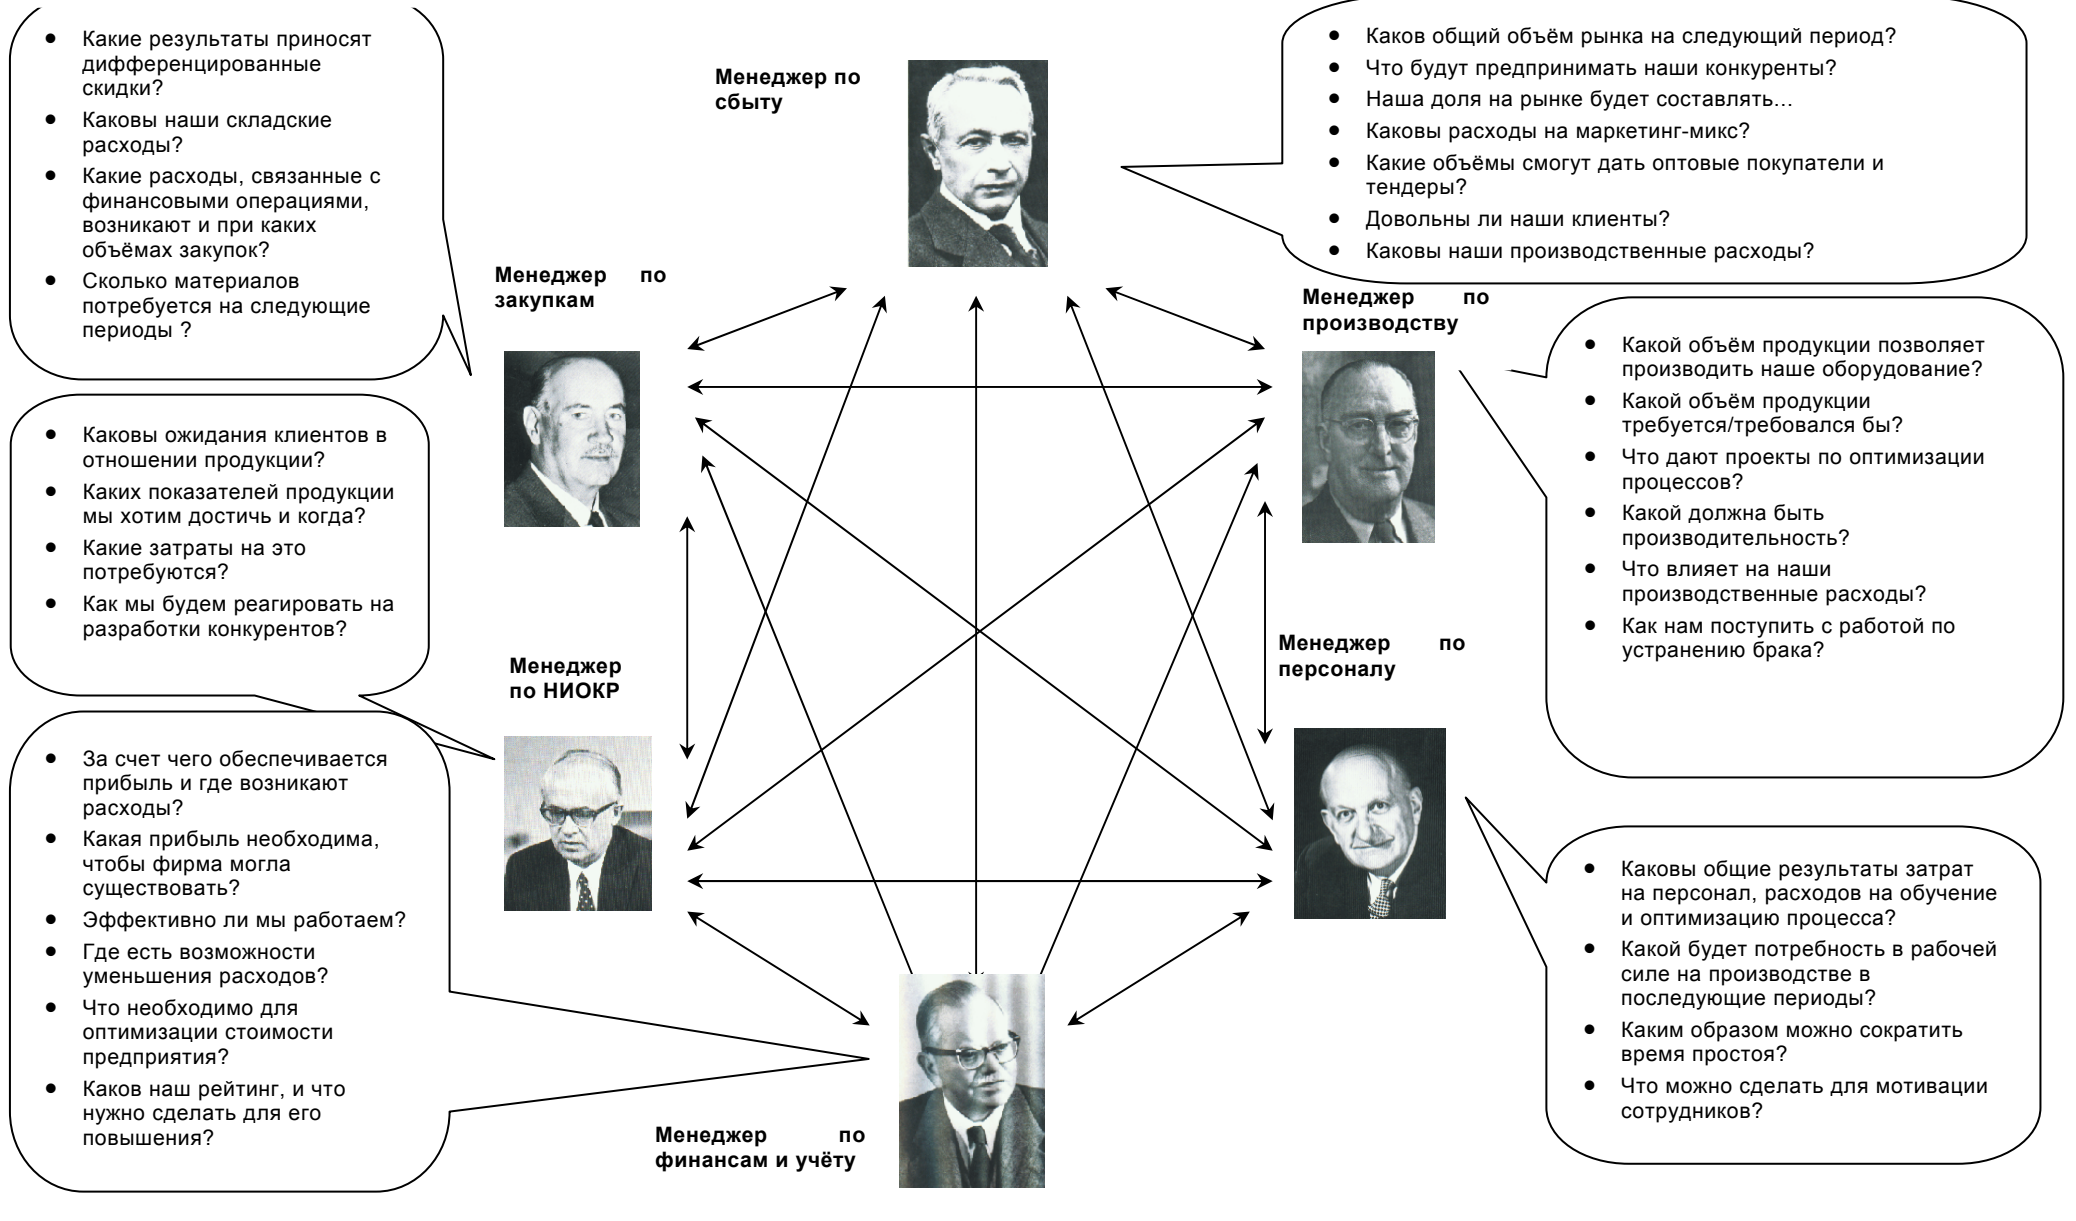 • Какие результаты приносят
дифференцированные
скидки?
• Каковы наши складские
расходы?
• Какие расходы, связанные с
финансовыми операциями,
возникают и при каких
объёмах закупок?
• Сколько материалов
потребуется на следующие
периоды ?
Менеджер по
сбыту
• Каков общий объём рынка на следующий период?
• Что будут предпринимать наши конкуренты?
• Наша доля на рынке будет составлять...
• Каковы расходы на маркетинг-микс?
• Какие объёмы смогут дать оптовые покупатели и
тендеры?
• Довольны ли наши клиенты?
• Каковы наши производственные расходы?
Менеджер по
закупкам
Менеджер по
производству
• Какой объём продукции позволяет
производить наше оборудование?
• Какой объём продукции
требуется/требовался бы?
• Что дают проекты по оптимизации
процессов?
• Какой должна быть
производительность?
• Что влияет на наши
производственные расходы?
• Как нам поступить с работой по
устранению брака?
• Каковы ожидания клиентов в
отношении продукции?
• Каких показателей продукции
мы хотим достичь и когда?
• Какие затраты на это
потребуются?
• Как мы будем реагировать на
разработки конкурентов?
Менеджер
по НИОКР
Менеджер по
персоналу
• За счет чего обеспечивается
прибыль и где возникают
расходы?
• Какая прибыль необходима,
чтобы фирма могла
существовать?
• Эффективно ли мы работаем?
• Где есть возможности
уменьшения расходов?
• Что необходимо для
оптимизации стоимости
предприятия?
• Каков наш рейтинг, и что
нужно сделать для его
повышения?
• Каковы общие результаты затрат
на персонал, расходов на обучение
и оптимизацию процесса?
• Какой будет потребность в рабочей
силе на производстве в
последующие периоды?
• Каким образом можно сократить
время простоя?
• Что можно сделать для мотивации
сотрудников?
Менеджер по
финансам и учёту